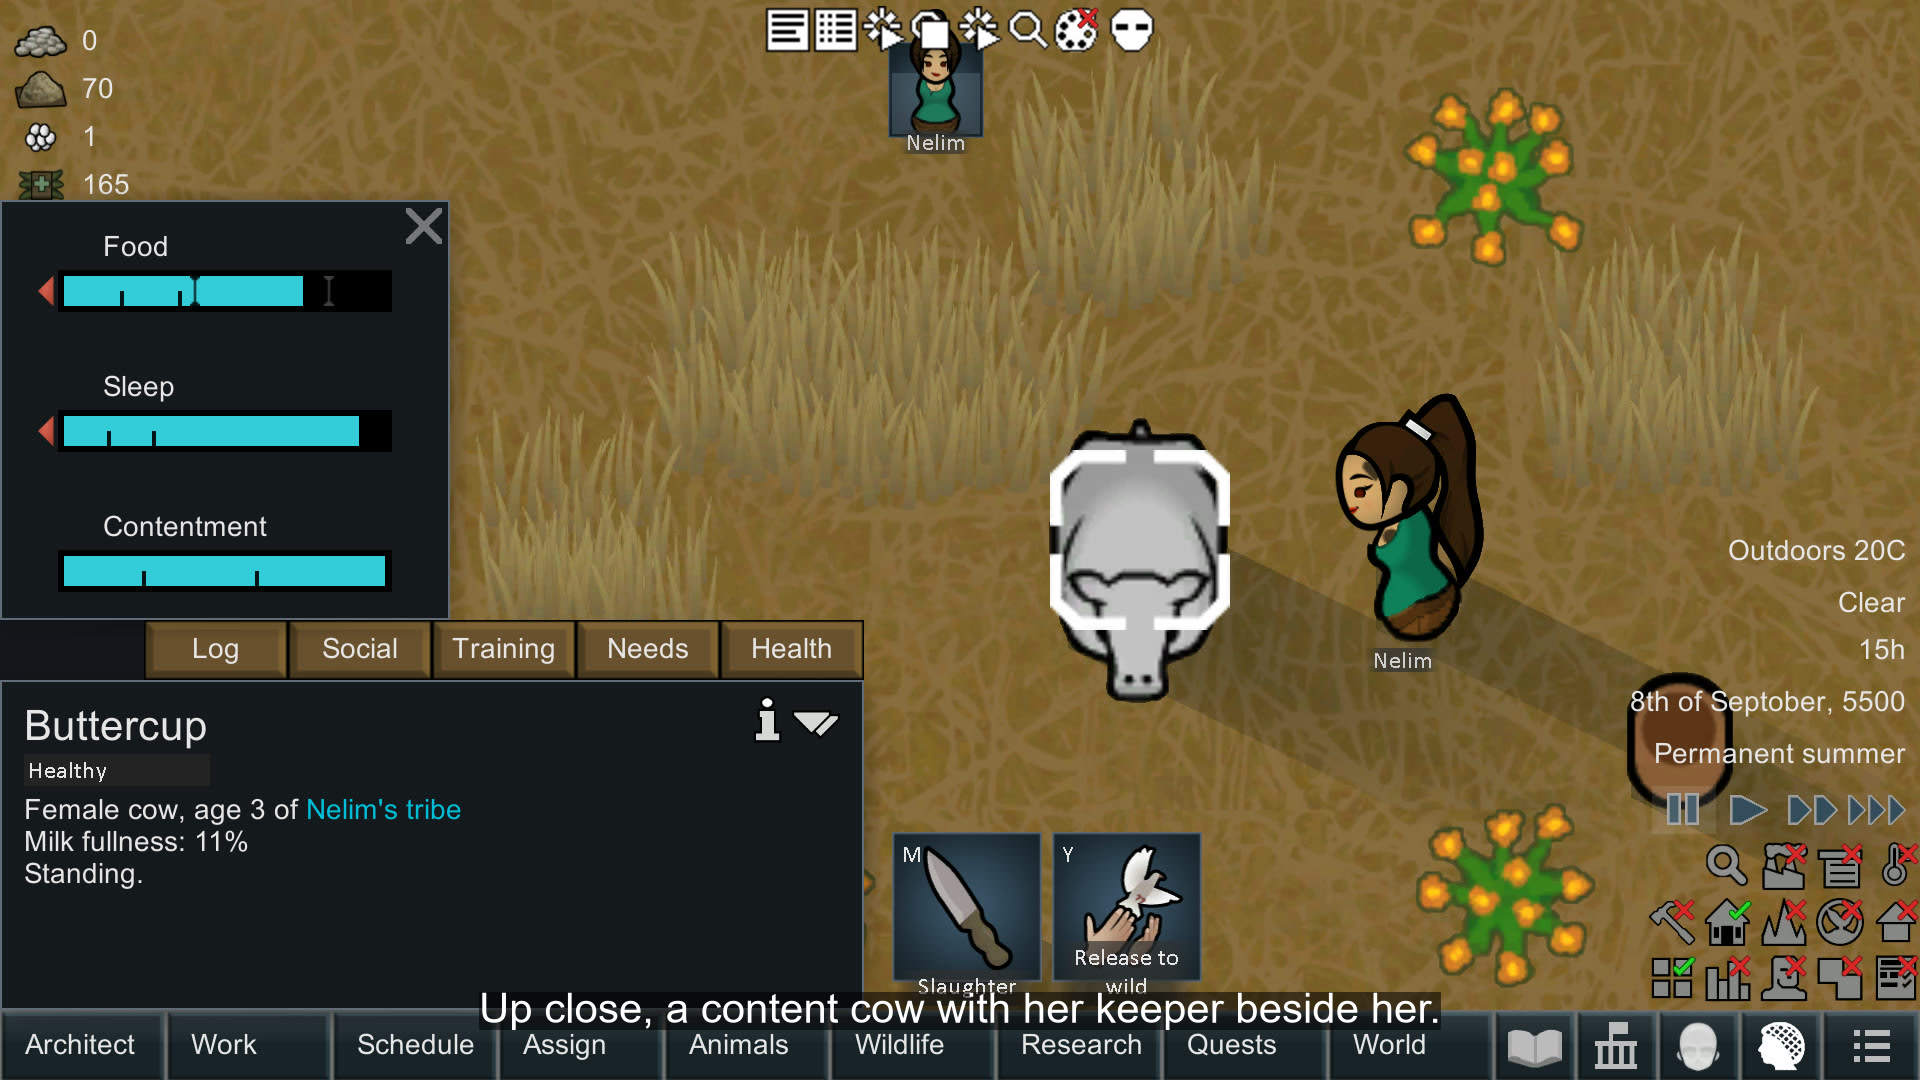 0
70
1
165
Nelim
Food
Sleep
Contentment
Log
Social
Training
Needs
Health
Buttercup
Healthy
Female cow, age 3 of Nelim's tribe
Milk fullness: 11%
Standing.
Nelim
Outdoors 20C
Clear
15h
8th of Septober, 5500
Permanent summer
M
Slaughter
Y
Release to
wild
Up close, a content cow with her keeper beside her.
Architect
Work
Schedule
Assign
Animals
Wildlife
Research
Quests
World